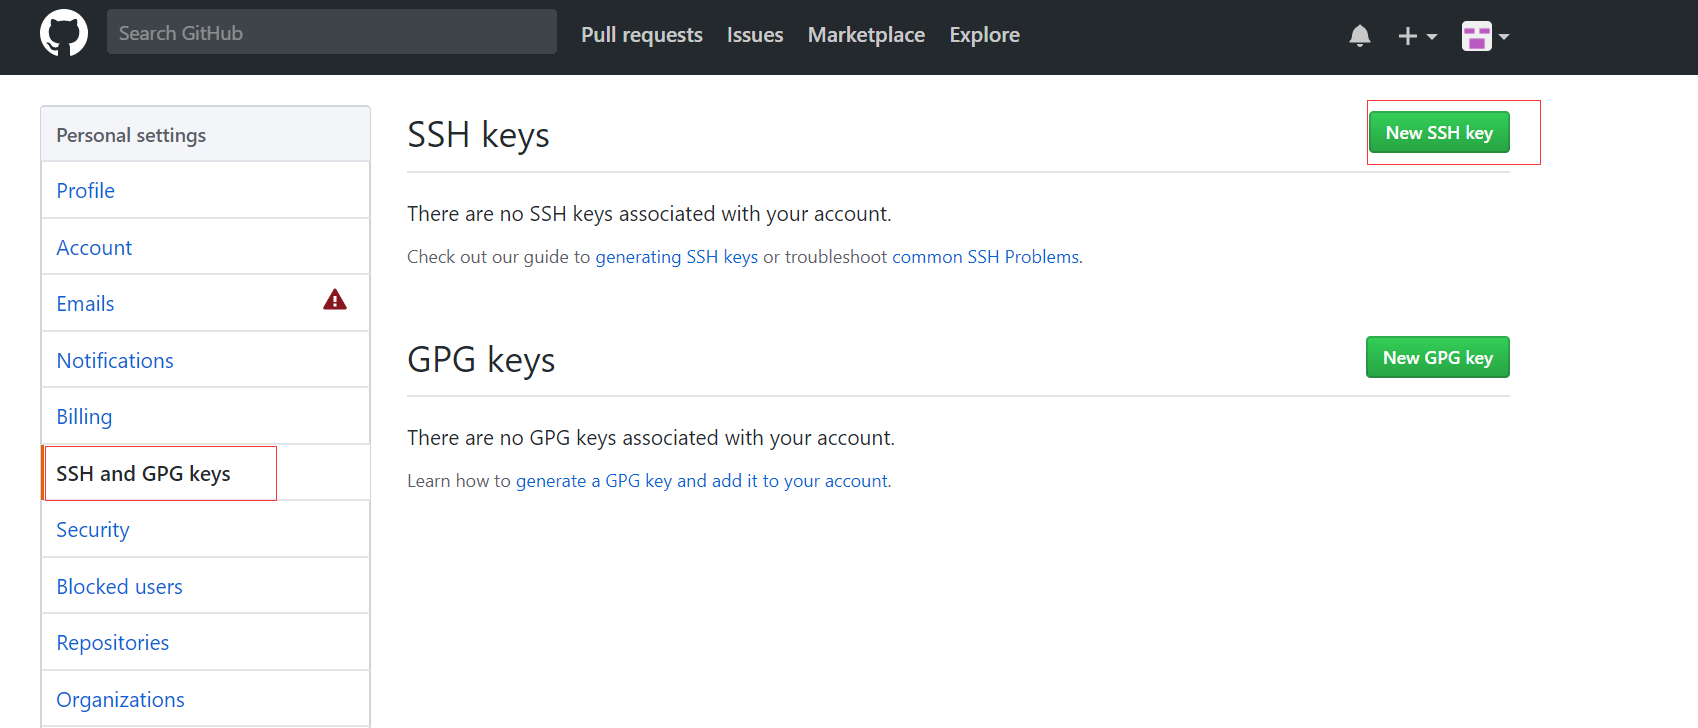 Search GitHub Pull requests Issues Marketplace Explore
Personal settings
Profile
Account
Emails
Notifications
Billing
SSH and GPG keys
Security
Blocked users
Repositories
Organizations
SSH keys New SSH key
There are no SSH keys associated with your account.
Check out our guide to generating SSH keys or troubleshoot common SSH Problems.
GPG keys New GPG key
There are no GPG keys associated with your account.
Learn how to generate a GPG key and add it to your account.